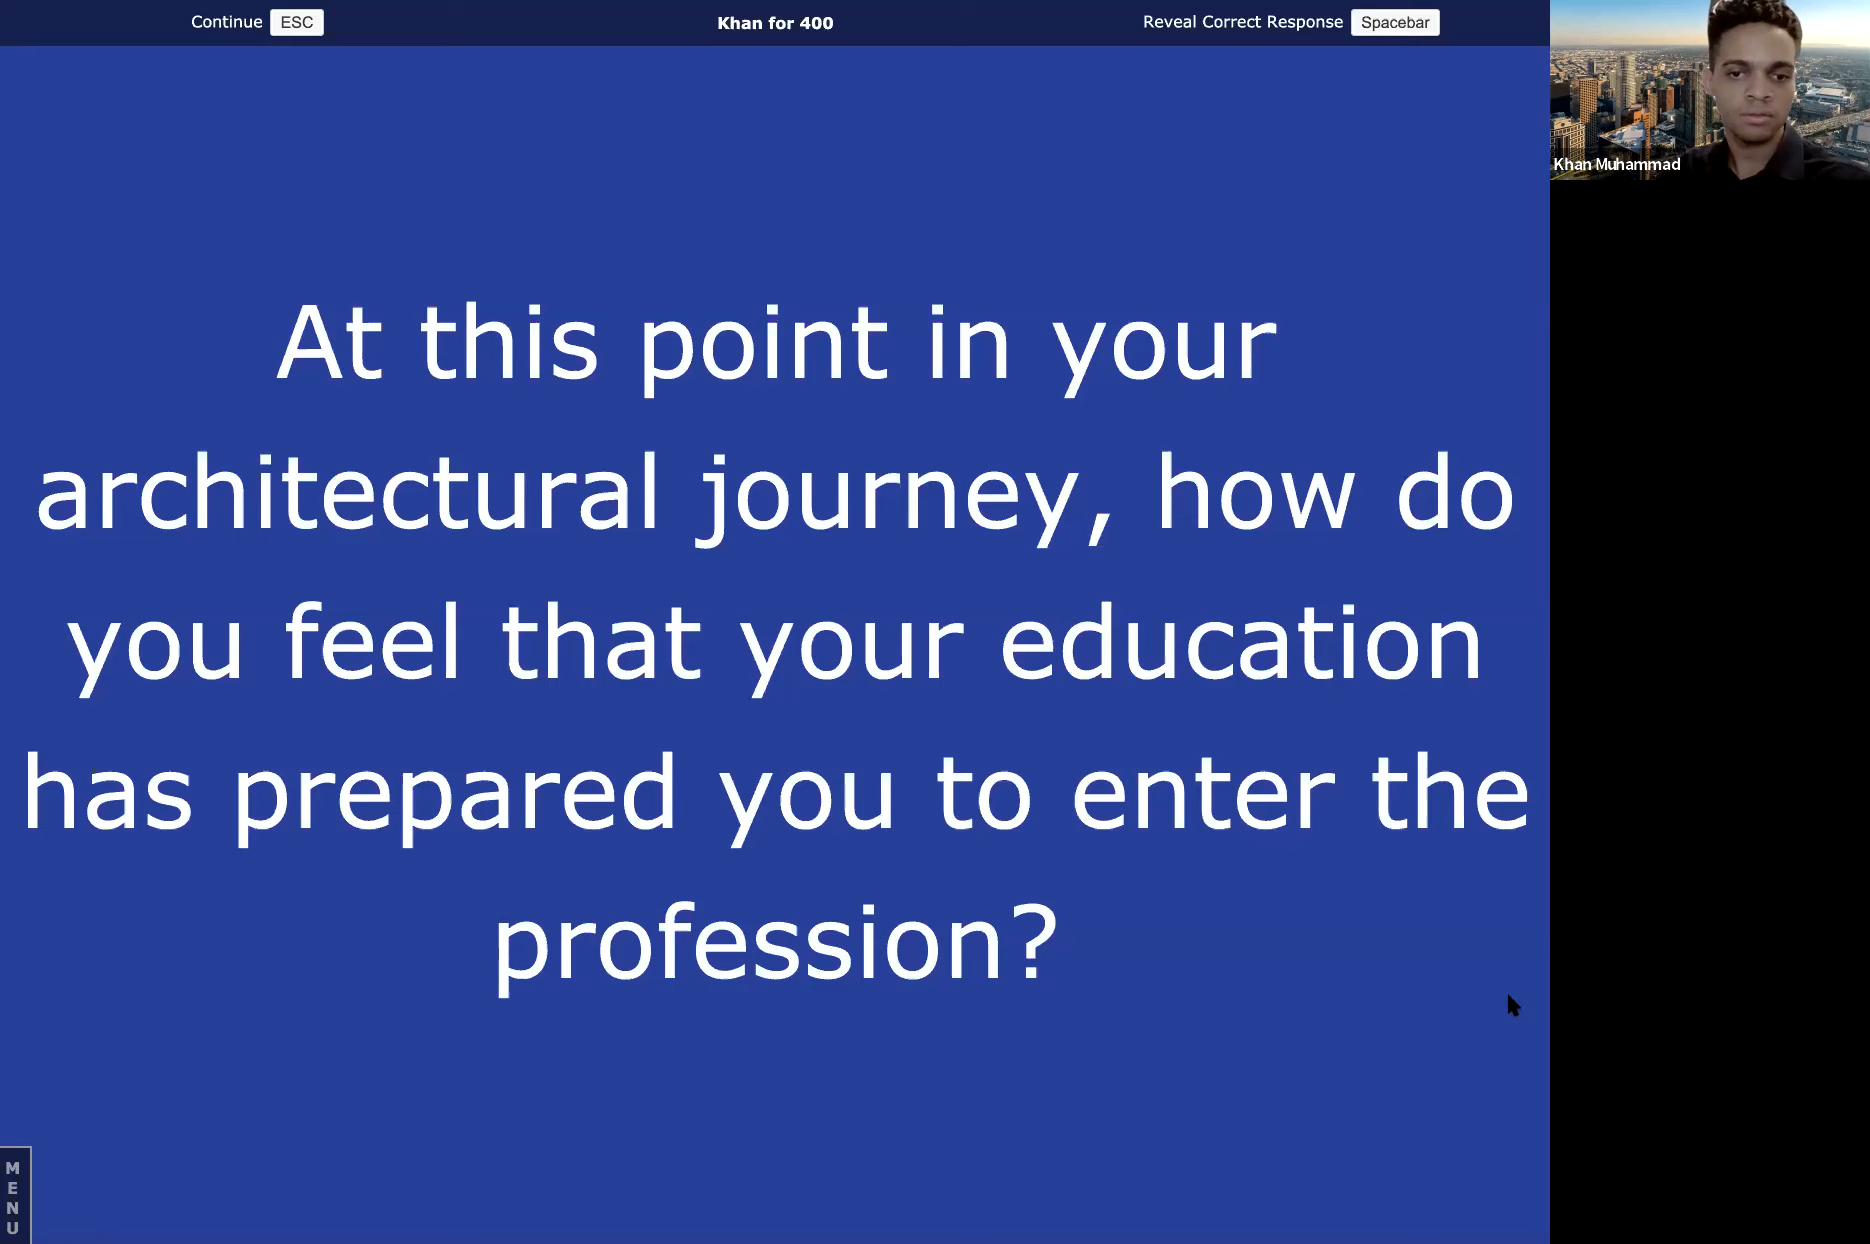 Continue ESC Khan for 400 Reveal Correct Response Spacebar
At this point in your
architectural journey, how do
you feel that your education
has prepared you to enter the
profession?
Khan Muhammad
MENU